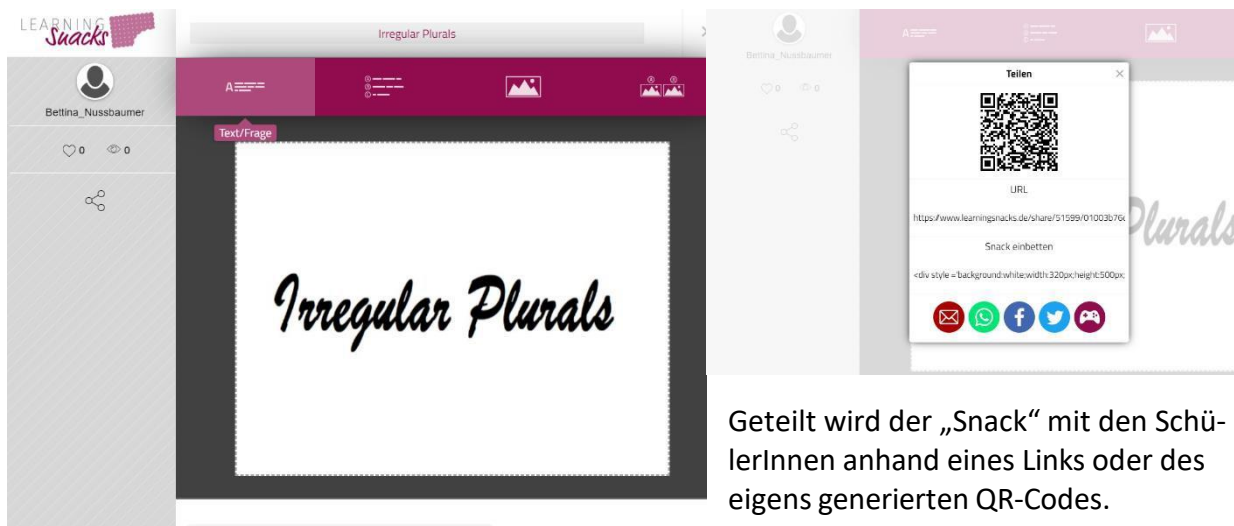 LEARNING
Snacks
Bettina_Nussbaumer
0 0
Irregular Plurals
A
Text/Frage
Irregular Plurals
Bettina_Nussbaumer
0 0
A
Teilen
URL
https://www.learningsnacks.de/share/51599/01003b76
Snack einbetten
<div style ='background:white;width:320px;height:500px;
Plurals
Geteilt wird der „Snack“ mit den Schü-
lerInnen anhand eines Links oder des
eigens generierten QR-Codes.